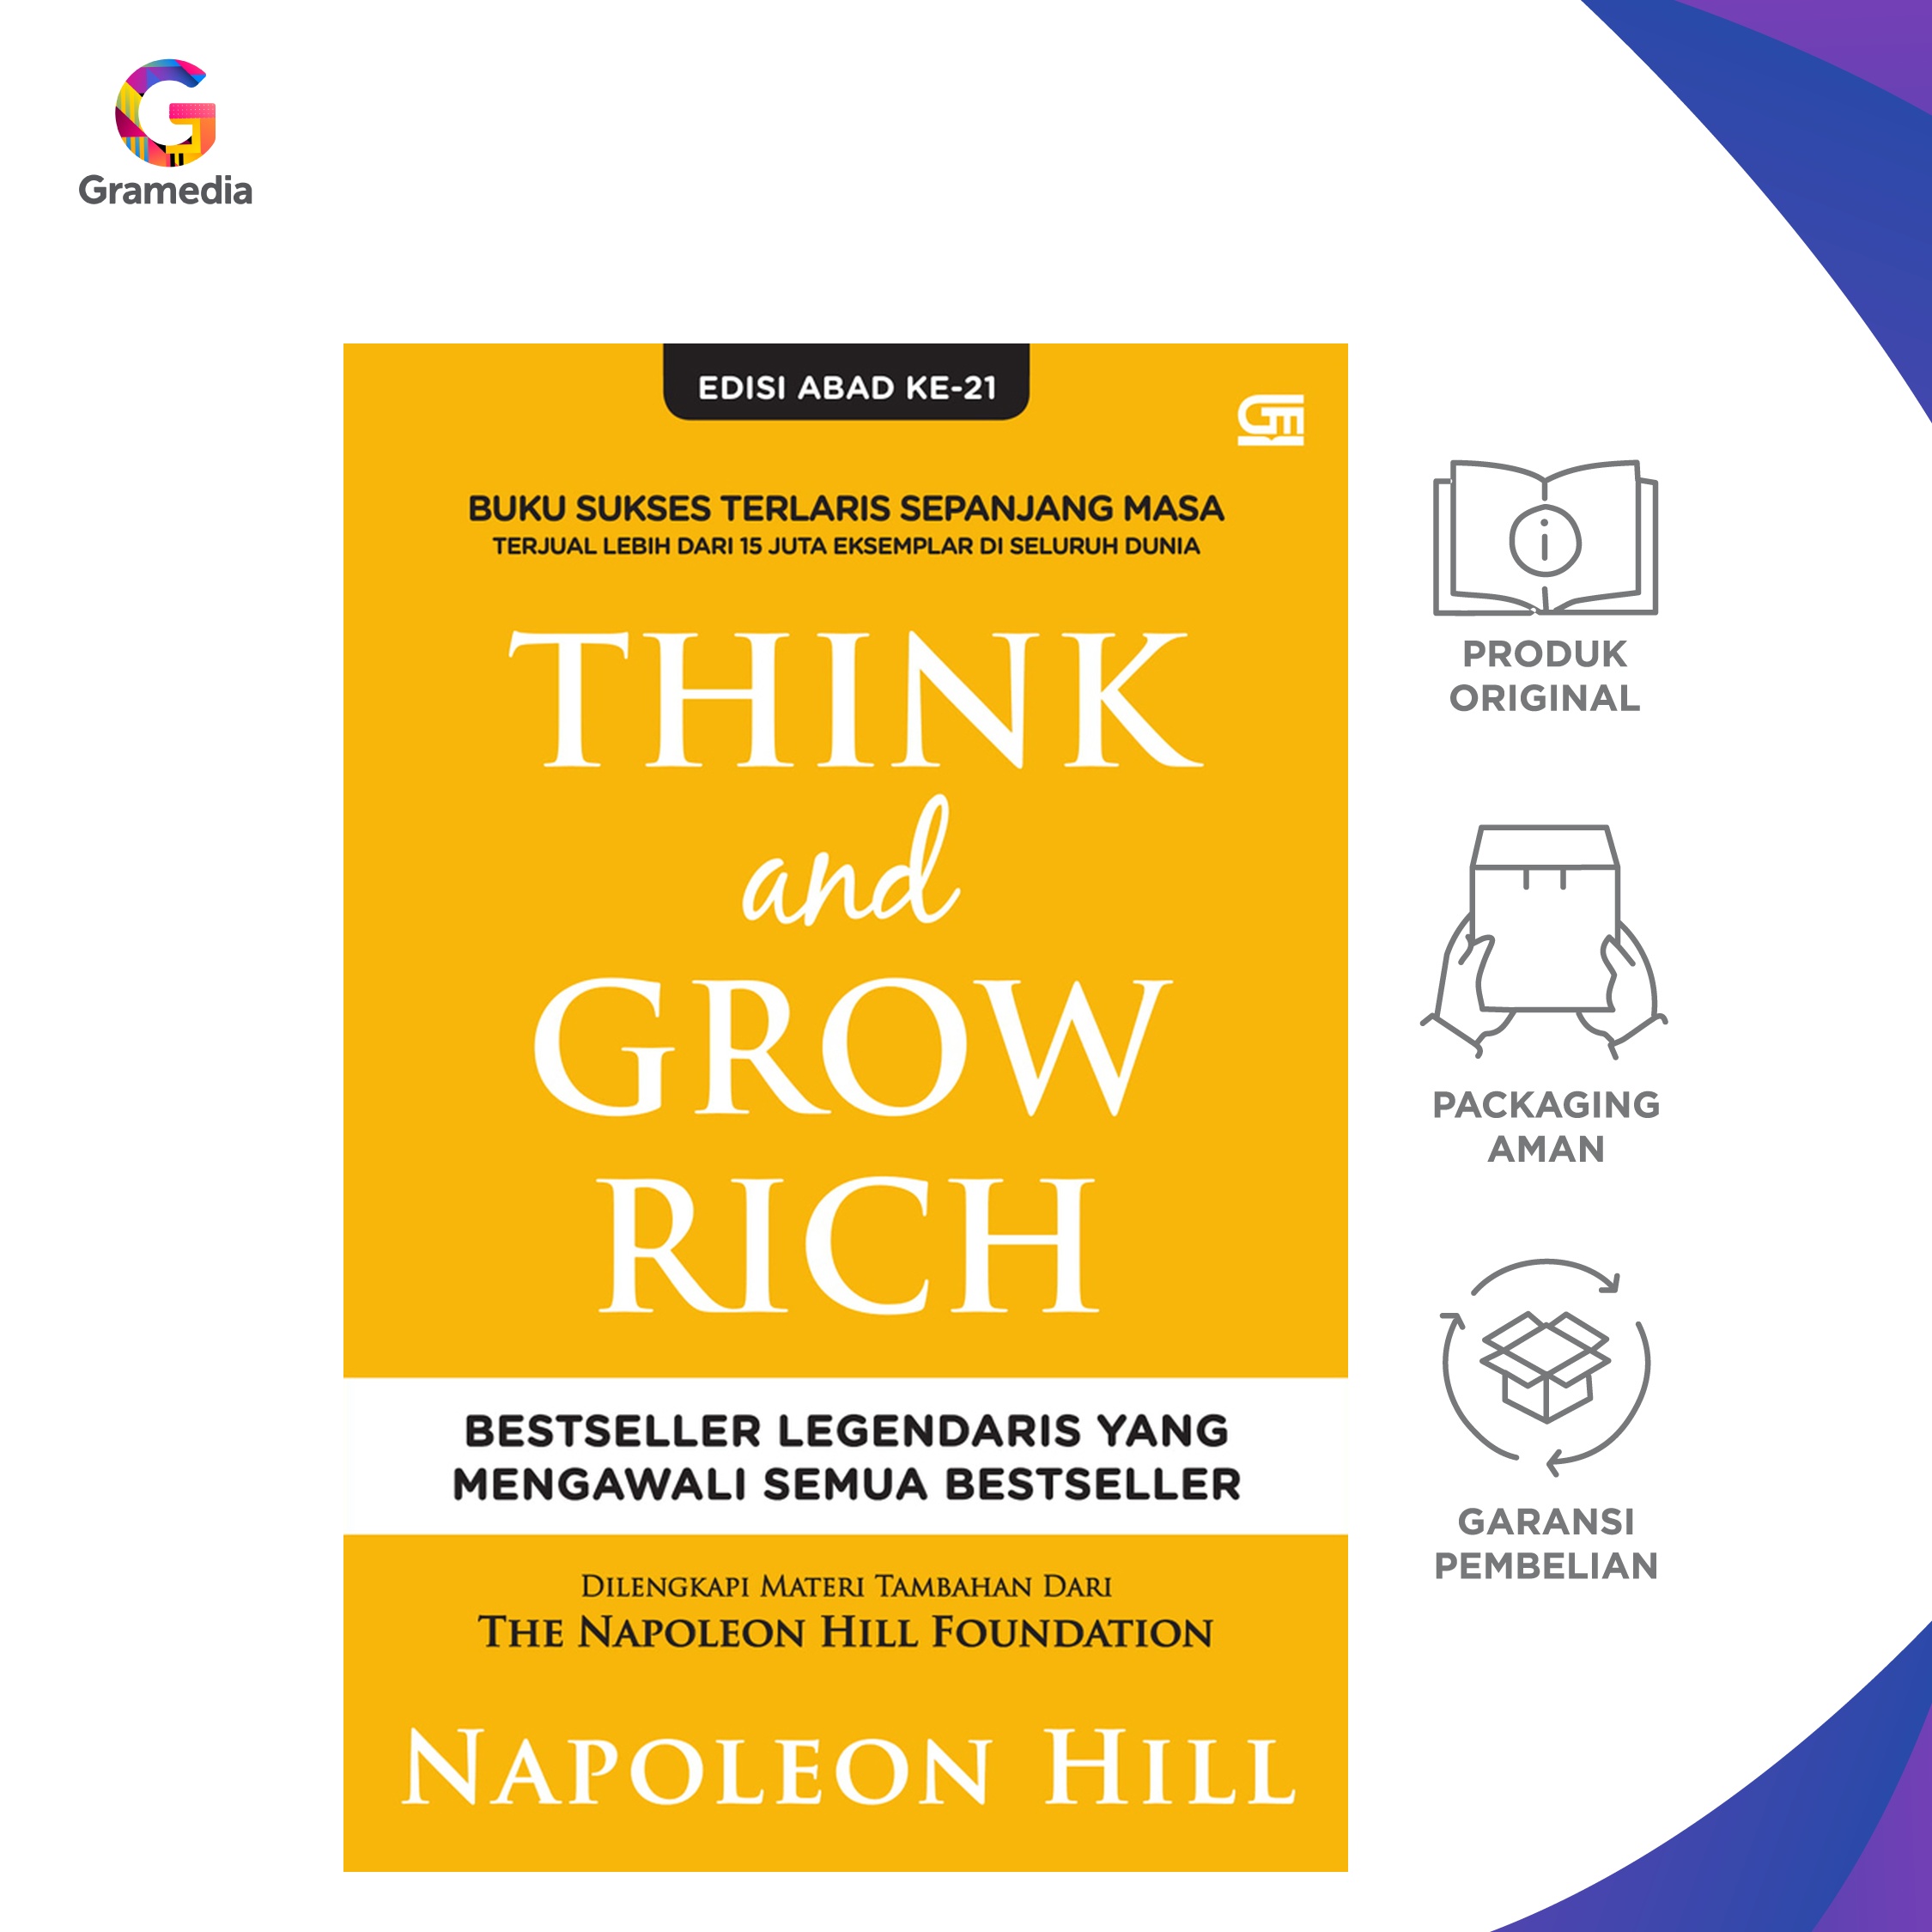 Gramedia
EDISI ABAD KE-21
GM
BUKU SUKSES TERLARIS SEPANJANG MASA
TERJUAL LEBIH DARI 15 JUTA EKSEMPLAR DI SELURUH DUNIA
THINK
and
GROW
RICH
BESTSELLER LEGENDARIS YANG
MENGAWALI SEMUA BESTSELLER
DILENGKAPI MATERI TAMBAHAN DARI
THE NAPOLEON HILL FOUNDATION
NAPOLEON HILL
PRODUK
ORIGINAL
PACKAGING
AMAN
GARANSI
PEMBELIAN